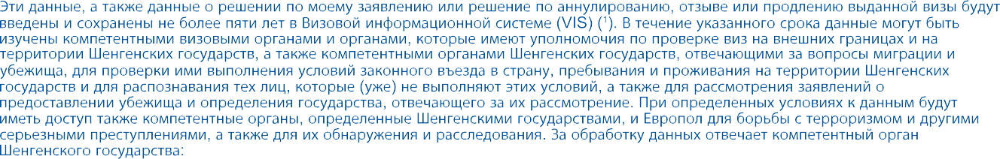 Эти данные, а также данные о решении по моему заявлению или решение по аннулированию, отзыве или продлению выданной визы будут
введены и сохранены не более пяти лет в Визовой информационной системе (VIS) (¹). В течение указанного срока данные могут быть
изучены компетентными визовыми органами и органами, которые имеют уполномочия по проверке виз на внешних границах и на
территории Шенгенских государств, а также компетентными органами Шенгенских государств, отвечающими за вопросы миграции и
убежища, для проверки ими выполнения условий законного въезда в страну, пребывания и проживания на территории Шенгенских
государств и для распознавания тех лиц, которые (уже) не выполняют этих условий, а также для рассмотрения заявлений о
предоставлении убежища и определения государства, отвечающего за их рассмотрение. При определенных условиях к данным будут
иметь доступ также компетентные органы, определенные Шенгенскими государствами, и Европол для борьбы с терроризмом и другими
серьезными преступлениями, а также для их обнаружения и расследования. За обработку данных отвечает компетентный орган
Шенгенского государства: